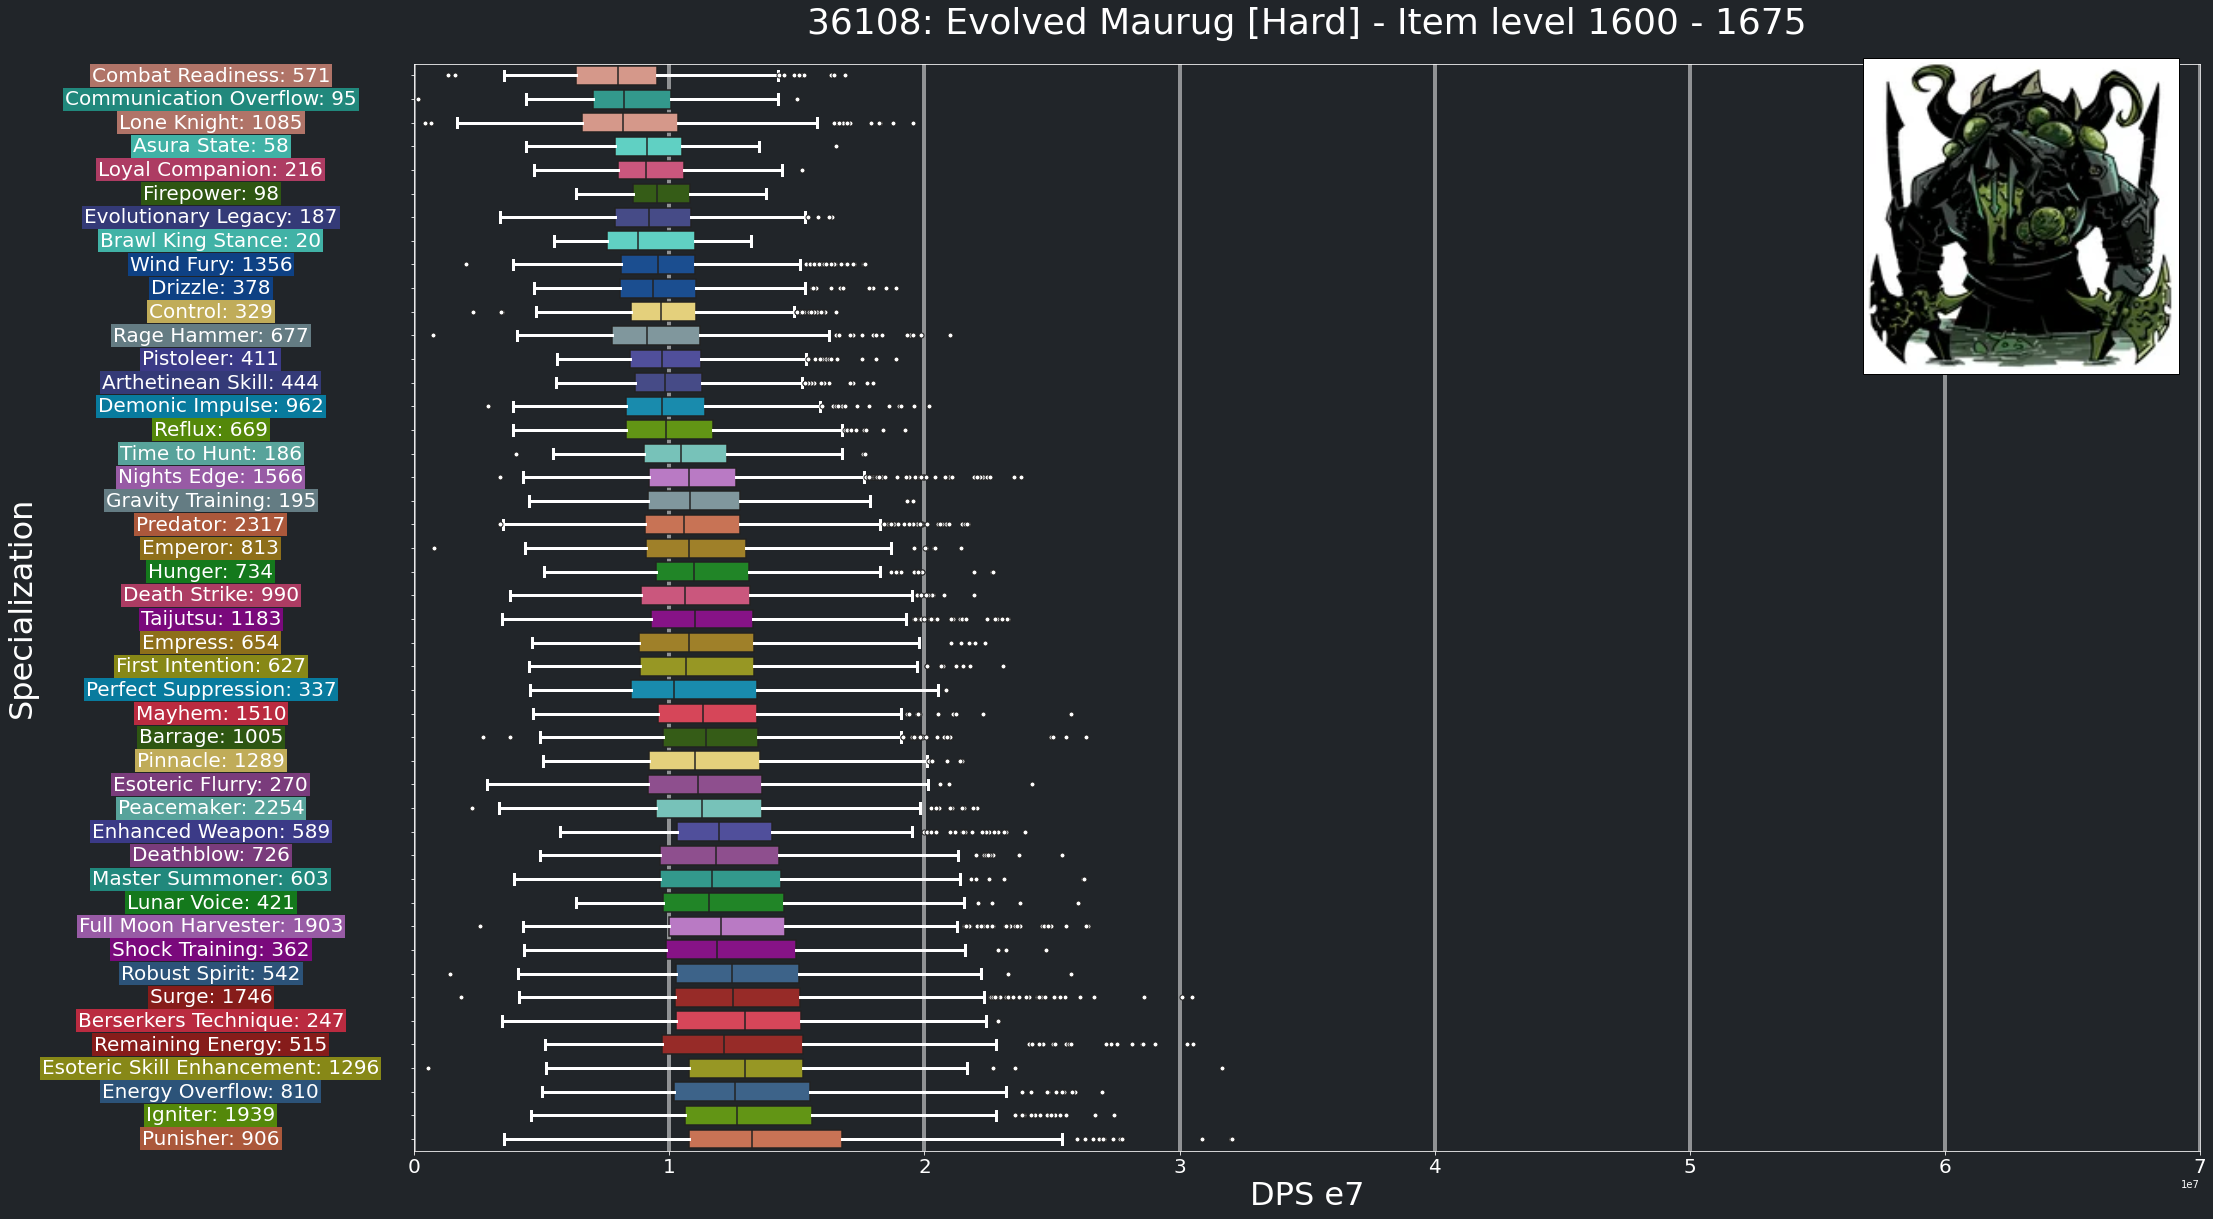 36108: Evolved Maurug [Hard] - Item level 1600 - 1675
Combat Readiness: 571
Communication Overflow: 95
Lone Knight: 1085
Asura State: 58
Loyal Companion: 216
Firepower: 98
Evolutionary Legacy: 187
Brawl King Stance: 20
Wind Fury: 1356
Drizzle: 378
Control: 329
Rage Hammer: 677
Pistoleer: 411
Arthetinean Skill: 444
Demonic Impulse: 962
Reflux: 669
Time to Hunt: 186
Nights Edge: 1566
Gravity Training: 195
Predator: 2317
Emperor: 813
Hunger: 734
Death Strike: 990
Taijutsu: 1183
Empress: 654
First Intention: 627
Perfect Suppression: 337
Mayhem: 1510
Barrage: 1005
Pinnacle: 1289
Esoteric Flurry: 270
Peacemaker: 2254
Enhanced Weapon: 589
Deathblow: 726
Master Summoner: 603
Lunar Voice: 421
Full Moon Harvester: 1903
Shock Training: 362
Robust Spirit: 542
Surge: 1746
Berserkers Technique: 247
Remaining Energy: 515
Esoteric Skill Enhancement: 1296
Energy Overflow: 810
Igniter: 1939
Punisher: 906
Specialization
0 1 2 3 4 5 6 7
1e7
DPS e7